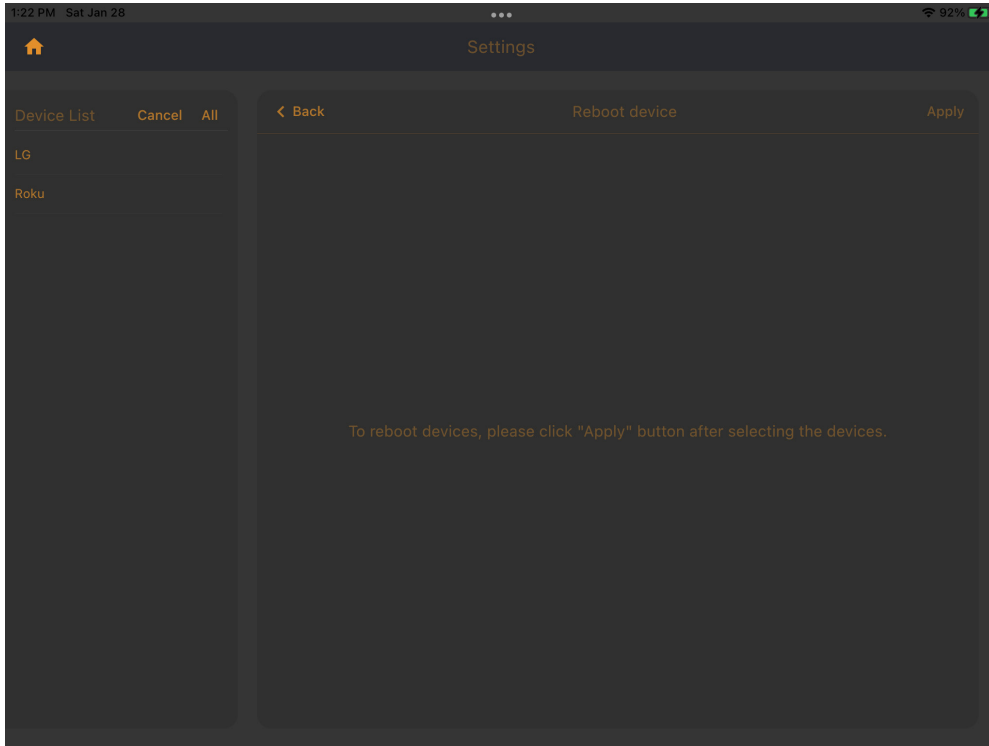 1:22 PM Sat Jan 28
92%
Settings
Device List Cancel All
LG
Roku
Back Reboot device Apply
To reboot devices, please click "Apply" button after selecting the devices.